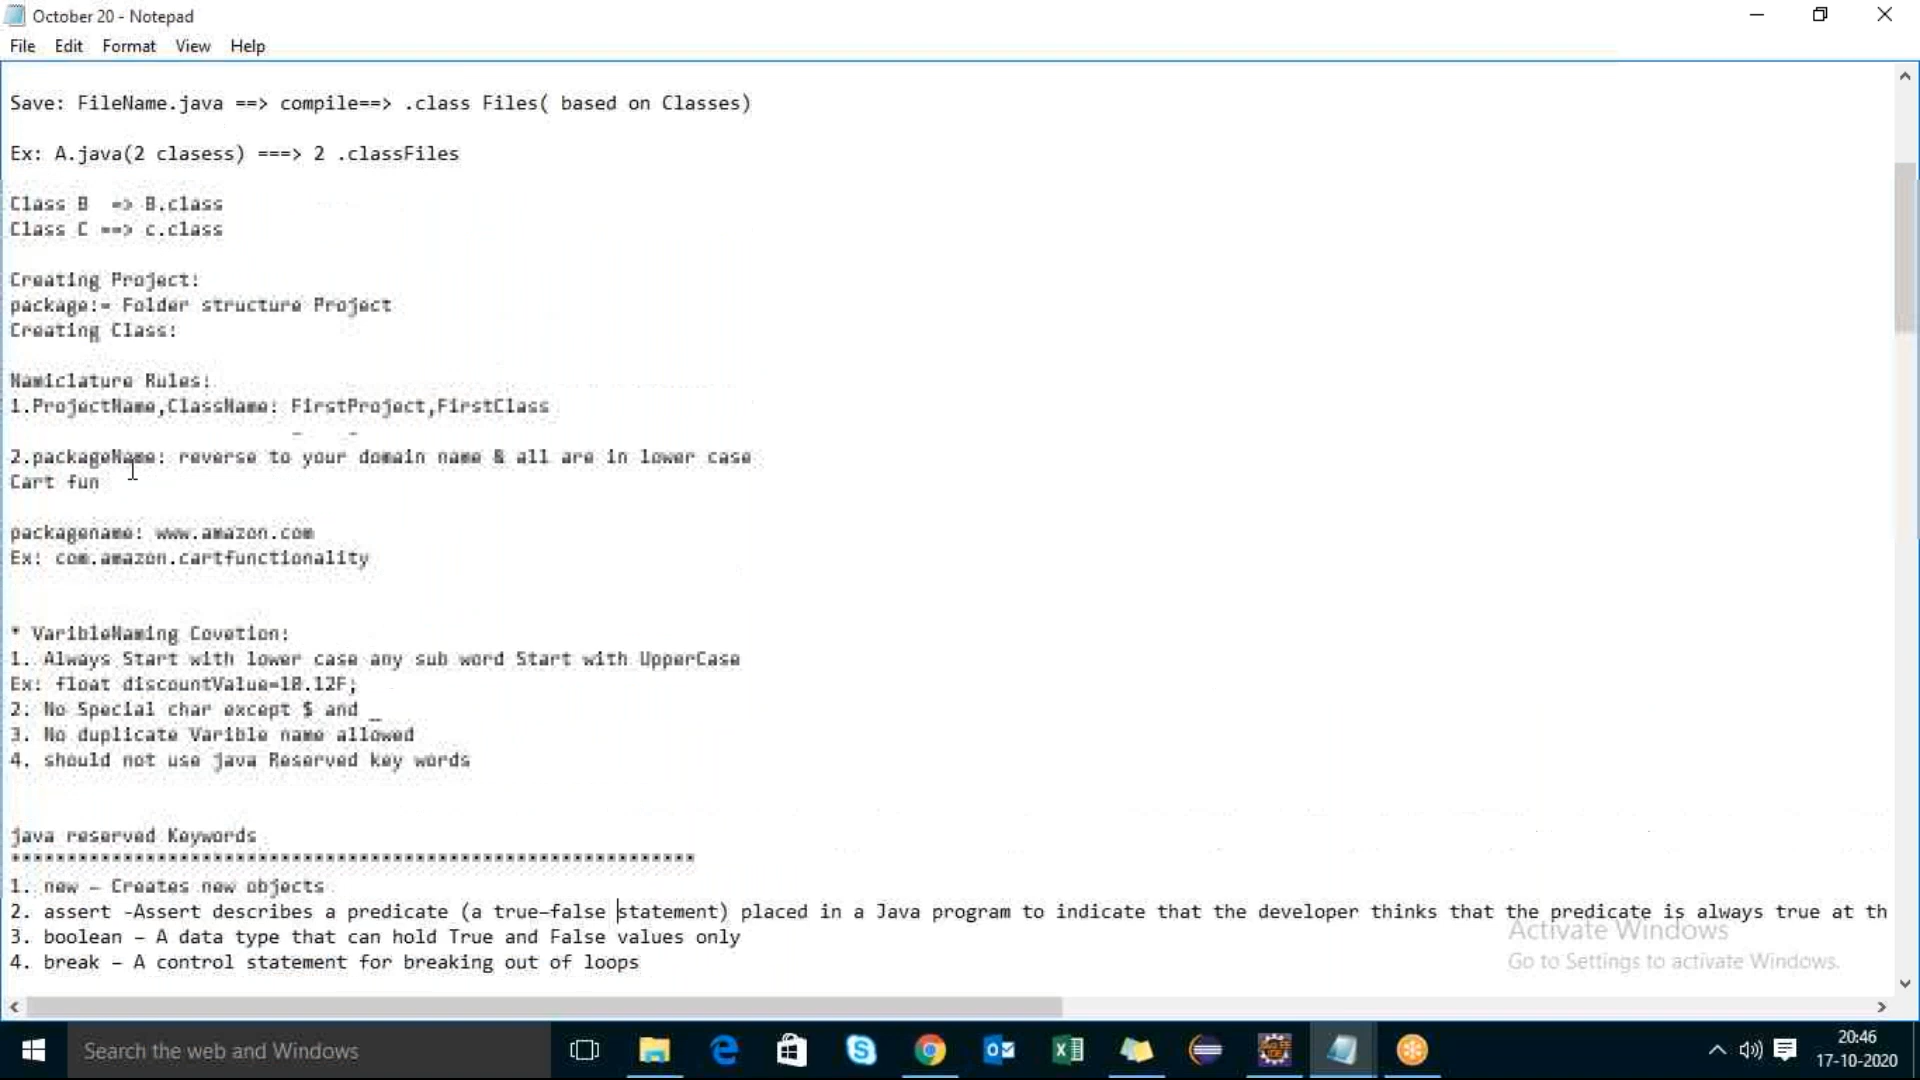 October 20 - Notepad
File Edit Format View Help
Save: FileName.java ==> compile==> .class Files( based on Classes)
Ex: A.java(2 clasess) ===> 2 .classFiles
Class B => B.class
Class C ==> c.class
Creating Project:
package:= Folder structure Project
Creating Class:
Namiclature Rules:
1.ProjectName,ClassName: FirstProject,FirstClass
2.packageName: reverse to your domain name & all are in lower case
Cart fun
packagename: www.amazon.com
Ex: com.amazon.cartfunctionality
* VaribleNaming Covetion:
1. Always Start with lower case any sub word Start with UpperCase
Ex: float discountValue=10.12F;
2. No Special char except $ and _
3. No duplicate Varible name allowed
4. should not use java Reserved key words
java reserved Keywords
*************************************************************
1. new – Creates new objects
2. assert -Assert describes a predicate (a true–false statement) placed in a Java program to indicate that the developer thinks that the predicate is always true at th
3. boolean – A data type that can hold True and False values only
4. break – A control statement for breaking out of loops
Activate Windows
Go to Settings to activate Windows.
Search the web and Windows
20:46
17-10-2020